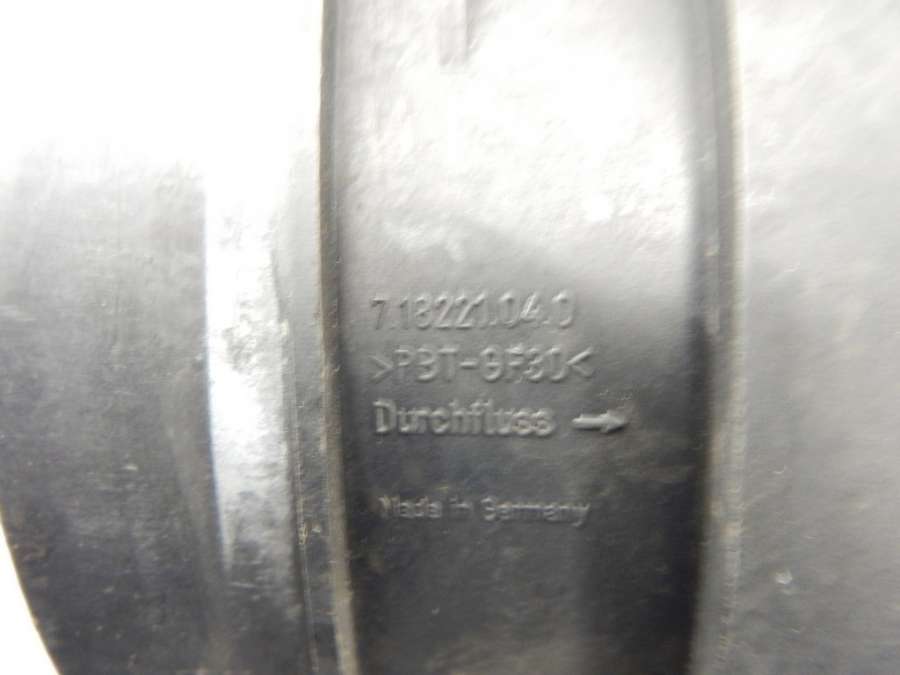 7.18221.04.0
>PBT-GF30<
Durchfluss →
Made in Germany